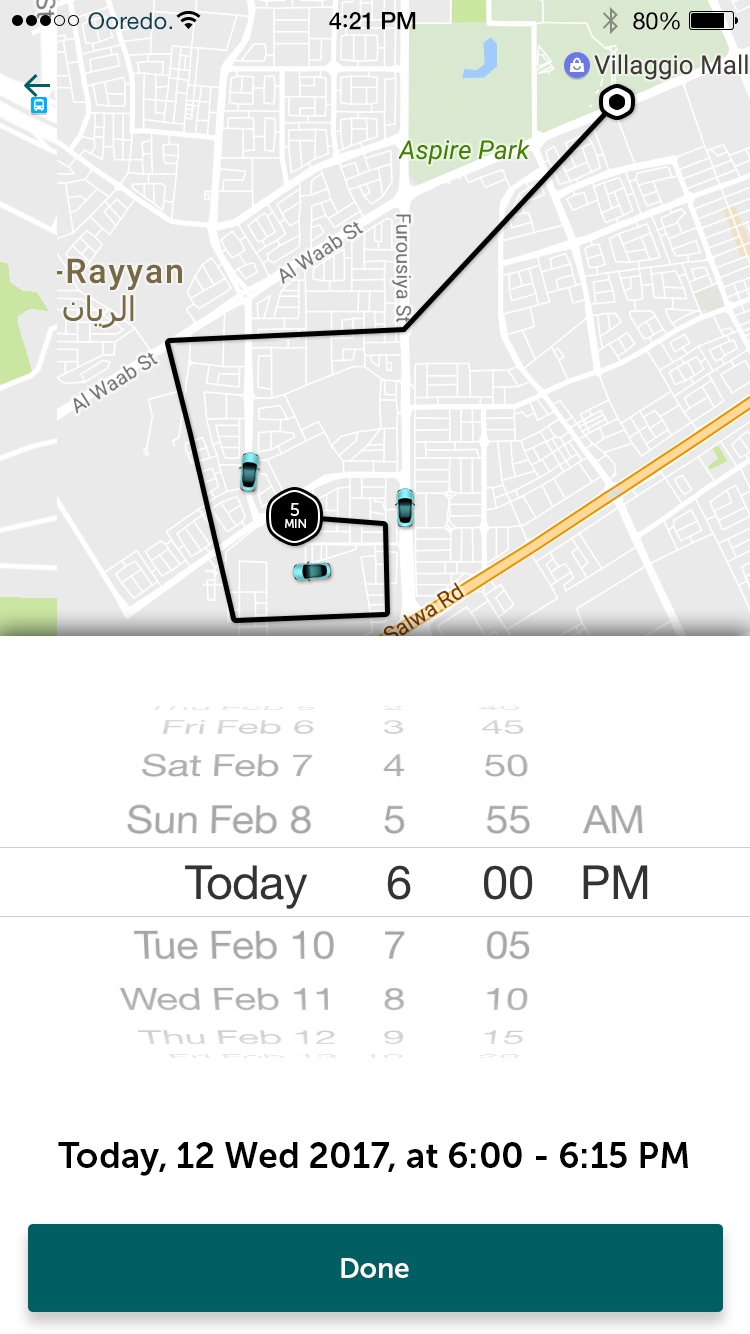 Ooredo.
4:21 PM
80%
Villaggio Mall
Aspire Park
Al Waab St
Furousiya St
-Rayyan
الريان
Al Waab St
5
MIN
Salwa Rd
Fri Feb 6 3 45
Sat Feb 7 4 50
Sun Feb 8 5 55 AM
Today 6 00 PM
Tue Feb 10 7 05
Wed Feb 11 8 10
Thu Feb 12 9 15
Today, 12 Wed 2017, at 6:00 - 6:15 PM
Done